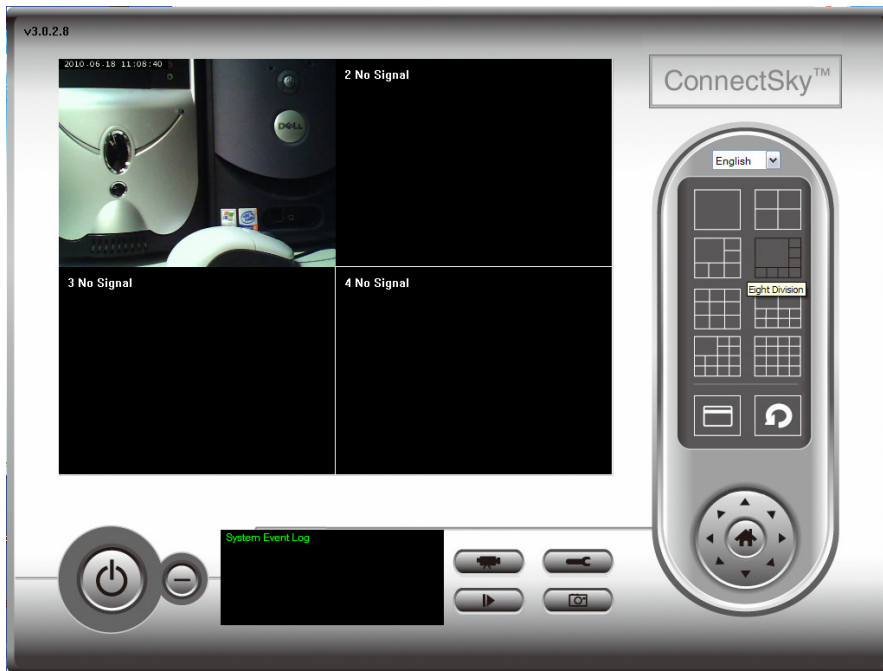 v3.0.2.8
2010-06-18 11:08:40
DELL
2 No Signal
3 No Signal
4 No Signal
ConnectSky™
English
Eight Division
System Event Log